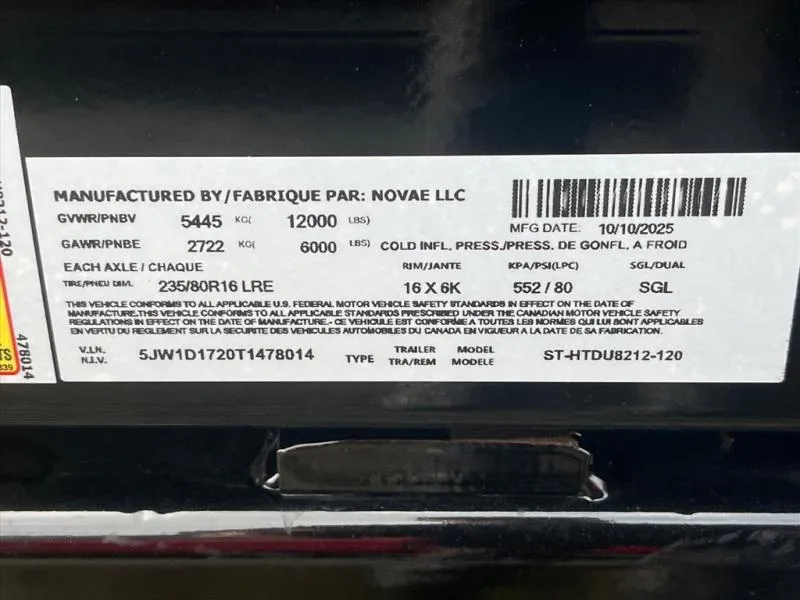 MANUFACTURED BY/FABRIQUE PAR: NOVAE LLC
GVWR/PNBV 5445 KG( 12000 LBS)
MFG DATE: 10/10/2025
GAWR/PNBE 2722 KG( 6000 LBS) COLD INFL. PRESS./PRESS. DE GONFL. A FROID
EACH AXLE / CHAQUE RIM/JANTE KPA/PSI(LPC) SGL/DUAL
TIRE/PNEU DIM. 235/80R16 LRE 16 X 6K 552 / 80 SGL
THIS VEHICLE CONFORMS TO ALL APPLICABLE U.S. FEDERAL MOTOR VEHICLE SAFETY STANDARDS IN EFFECT ON THE DATE OF
MANUFACTURE.THIS VEHICLE CONFORMS TO ALL APPLICABLE STANDARDS PRESCRIBED UNDER THE CANADIAN MOTOR VEHICLE SAFETY
REGULATIONS IN EFFECT ON THE DATE OF MANUFACTURE.- CE VEHICULE EST CONFORME A TOUTES LES NORMES QUI LUI SONT APPLICABLES
EN VERTU DU REGLEMENT SUR LA SECURITE DES VEHICULES AUTOMOBILES DU CANADA EN VIGUEUR A LA DATE DE SA FABRICATION.
V.I.N. 5JW1D1720T1478014 TYPE TRAILER MODEL ST-HTDU8212-120
N.I.V. TRA/REM MODELE
478014